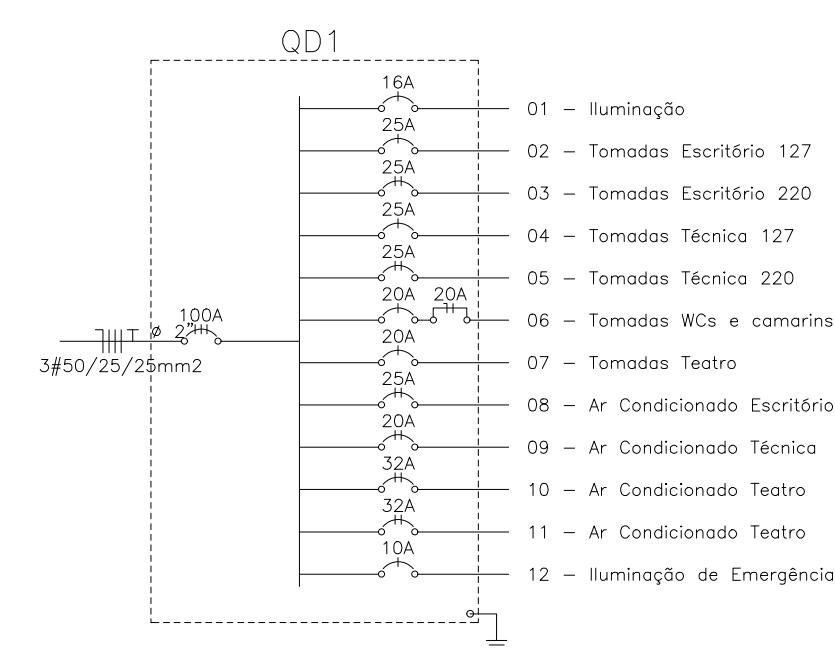 QD1
16A
01 – Iluminação
25A
02 – Tomadas Escritório 127
25A
03 – Tomadas Escritório 220
25A
04 – Tomadas Técnica 127
25A
05 – Tomadas Técnica 220
20A 20A
06 – Tomadas WCs e camarins
100A
ø 2"
3#50/25/25mm2
20A
07 – Tomadas Teatro
25A
08 – Ar Condicionado Escritório
20A
09 – Ar Condicionado Técnica
32A
10 – Ar Condicionado Teatro
32A
11 – Ar Condicionado Teatro
10A
12 – Iluminação de Emergência